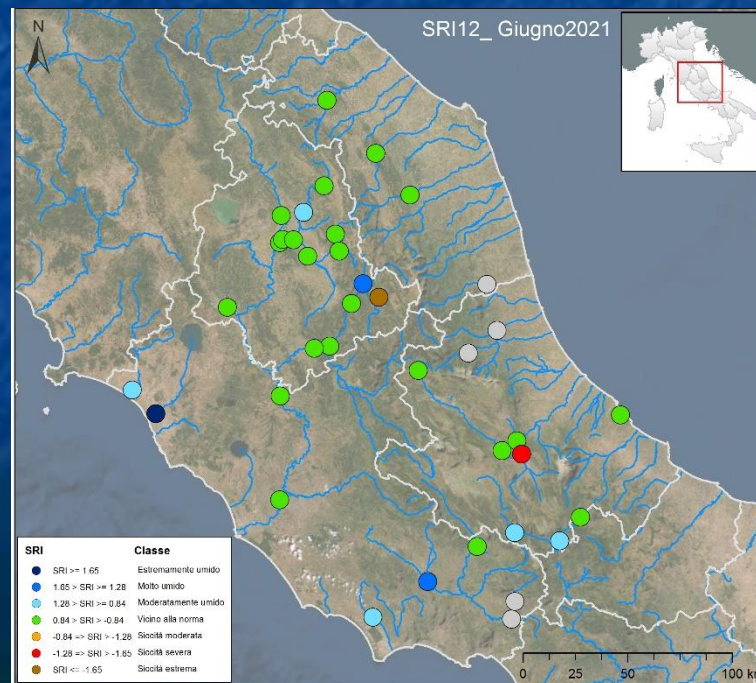 SRI12_ Giugno2021
N
SRI Classe
SRI >= 1.65 Estremamente umido
1.65 > SRI >= 1.28 Molto umido
1.28 > SRI >= 0.84 Moderatamente umido
0.84 > SRI > -0.84 Vicino alla norma
-0.84 => SRI > -1.28 Siccità moderata
-1.28 => SRI > -1.65 Siccità severa
SRI <= -1.65 Siccità estrema
0 25 50 100 km